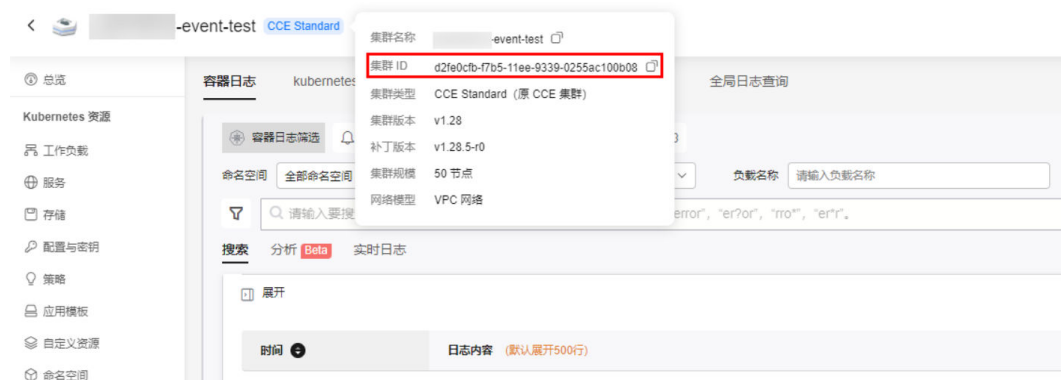 -event-test CCE Standard
集群名称 -event-test
集群 ID d2fe0cfb-f7b5-11ee-9339-0255ac100b08
集群类型 CCE Standard（原 CCE 集群）
集群版本 v1.28
补丁版本 v1.28.5-r0
集群规模 50 节点
网络模型 VPC 网络
总览
Kubernetes 资源
工作负载
服务
存储
配置与密钥
策略
应用模板
自定义资源
命名空间
容器日志 kubernetes 全局日志查询
容器日志筛选
命名空间 全部命名空间 负载名称 请输入负载名称
请输入要搜 error", "er?or", "rro*", "er*r"。
搜索 分析 Beta 实时日志
展开
时间 日志内容 (默认展开500行)